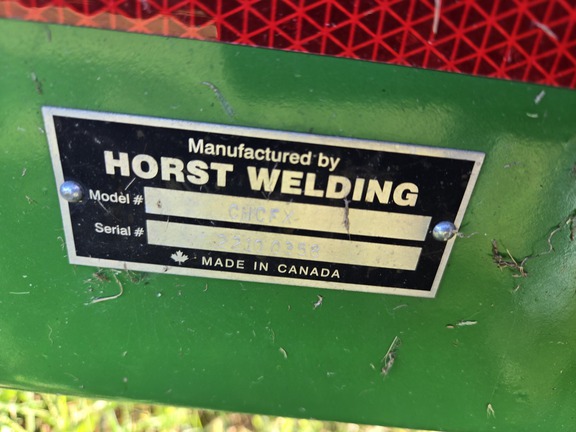 Manufactured by
HORST WELDING
Model #
Serial #
MADE IN CANADA